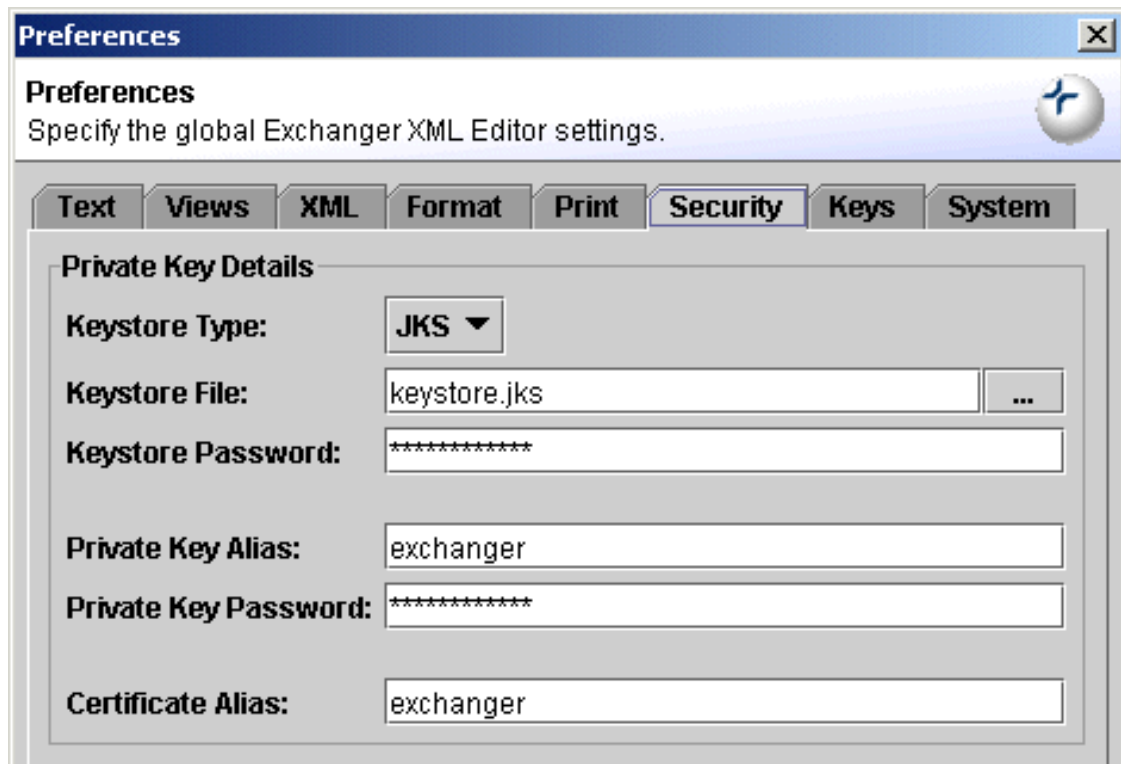 Preferences
Preferences
Specify the global Exchanger XML Editor settings.
Text Views XML Format Print Security Keys System
Private Key Details
Keystore Type: JKS
Keystore File: keystore.jks ...
Keystore Password: ************
Private Key Alias: exchanger
Private Key Password: ************
Certificate Alias: exchanger